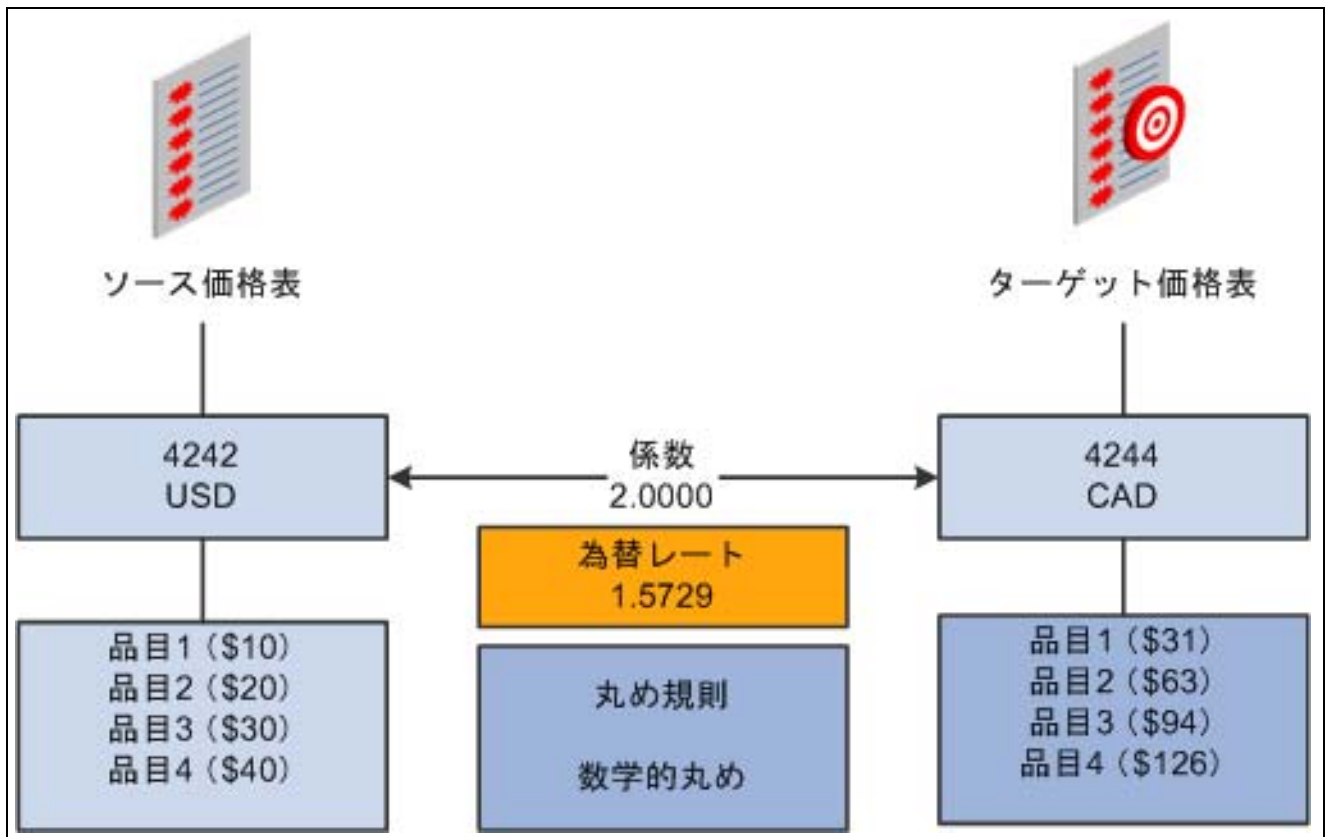 ソース価格表
ターゲット価格表
4242
USD
係数
2.0000
4244
CAD
為替レート
1.5729
品目1（$10）
品目2（$20）
品目3（$30）
品目4（$40）
丸め規則
数学的丸め
品目1（$31）
品目2（$63）
品目3（$94）
品目4（$126）